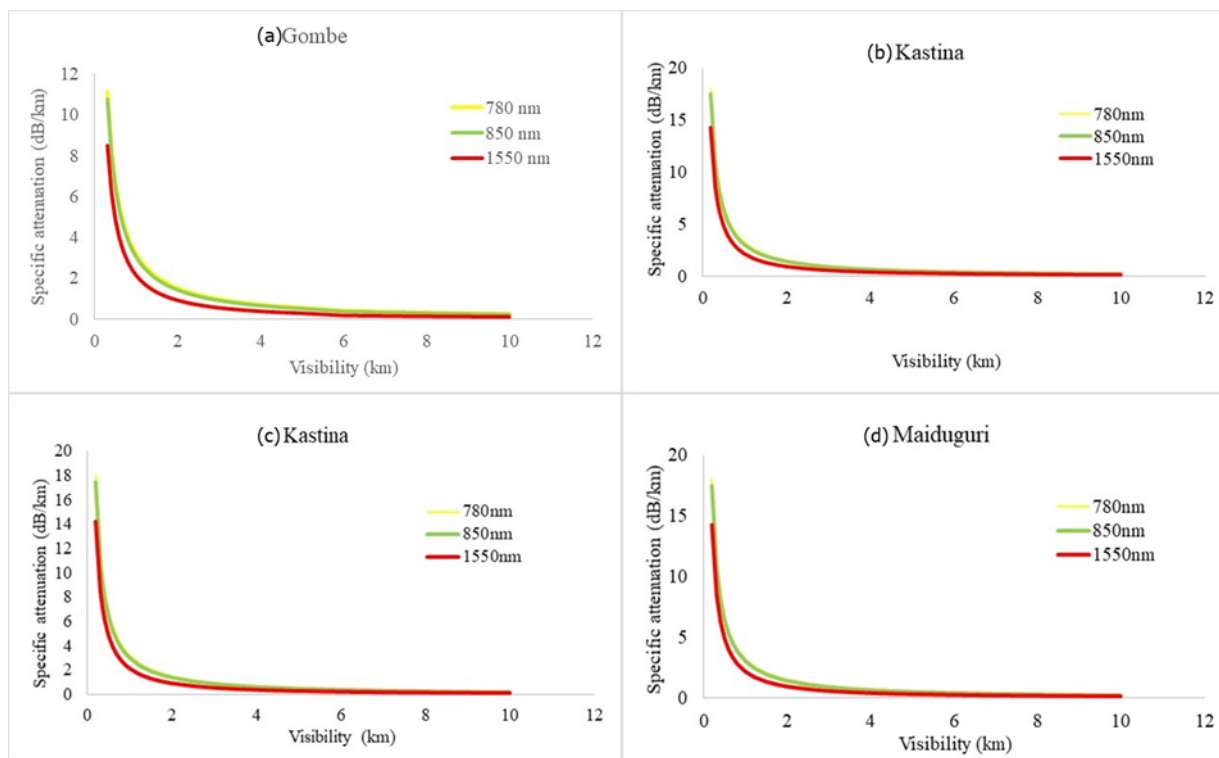 (a) Gombe
Specific attenuation (dB/km)
12
10
8
6
4
2
0
780 nm
850 nm
1550 nm
0 2 4 6 8 10 12
Visibility (km)
(b) Kastina
Specific attenuation (dB/km)
20
15
10
5
0
780nm
850nm
1550nm
0 2 4 6 8 10 12
Visibility (km)
(c) Kastina
Specific attenuation (dB/km)
20
18
16
14
12
10
8
6
4
2
0
780nm
850nm
1550nm
0 2 4 6 8 10 12
Visibility (km)
(d) Maiduguri
Specific attenuation (dB/km)
20
15
10
5
0
780nm
850nm
1550nm
0 2 4 6 8 10 12
Visibility (km)